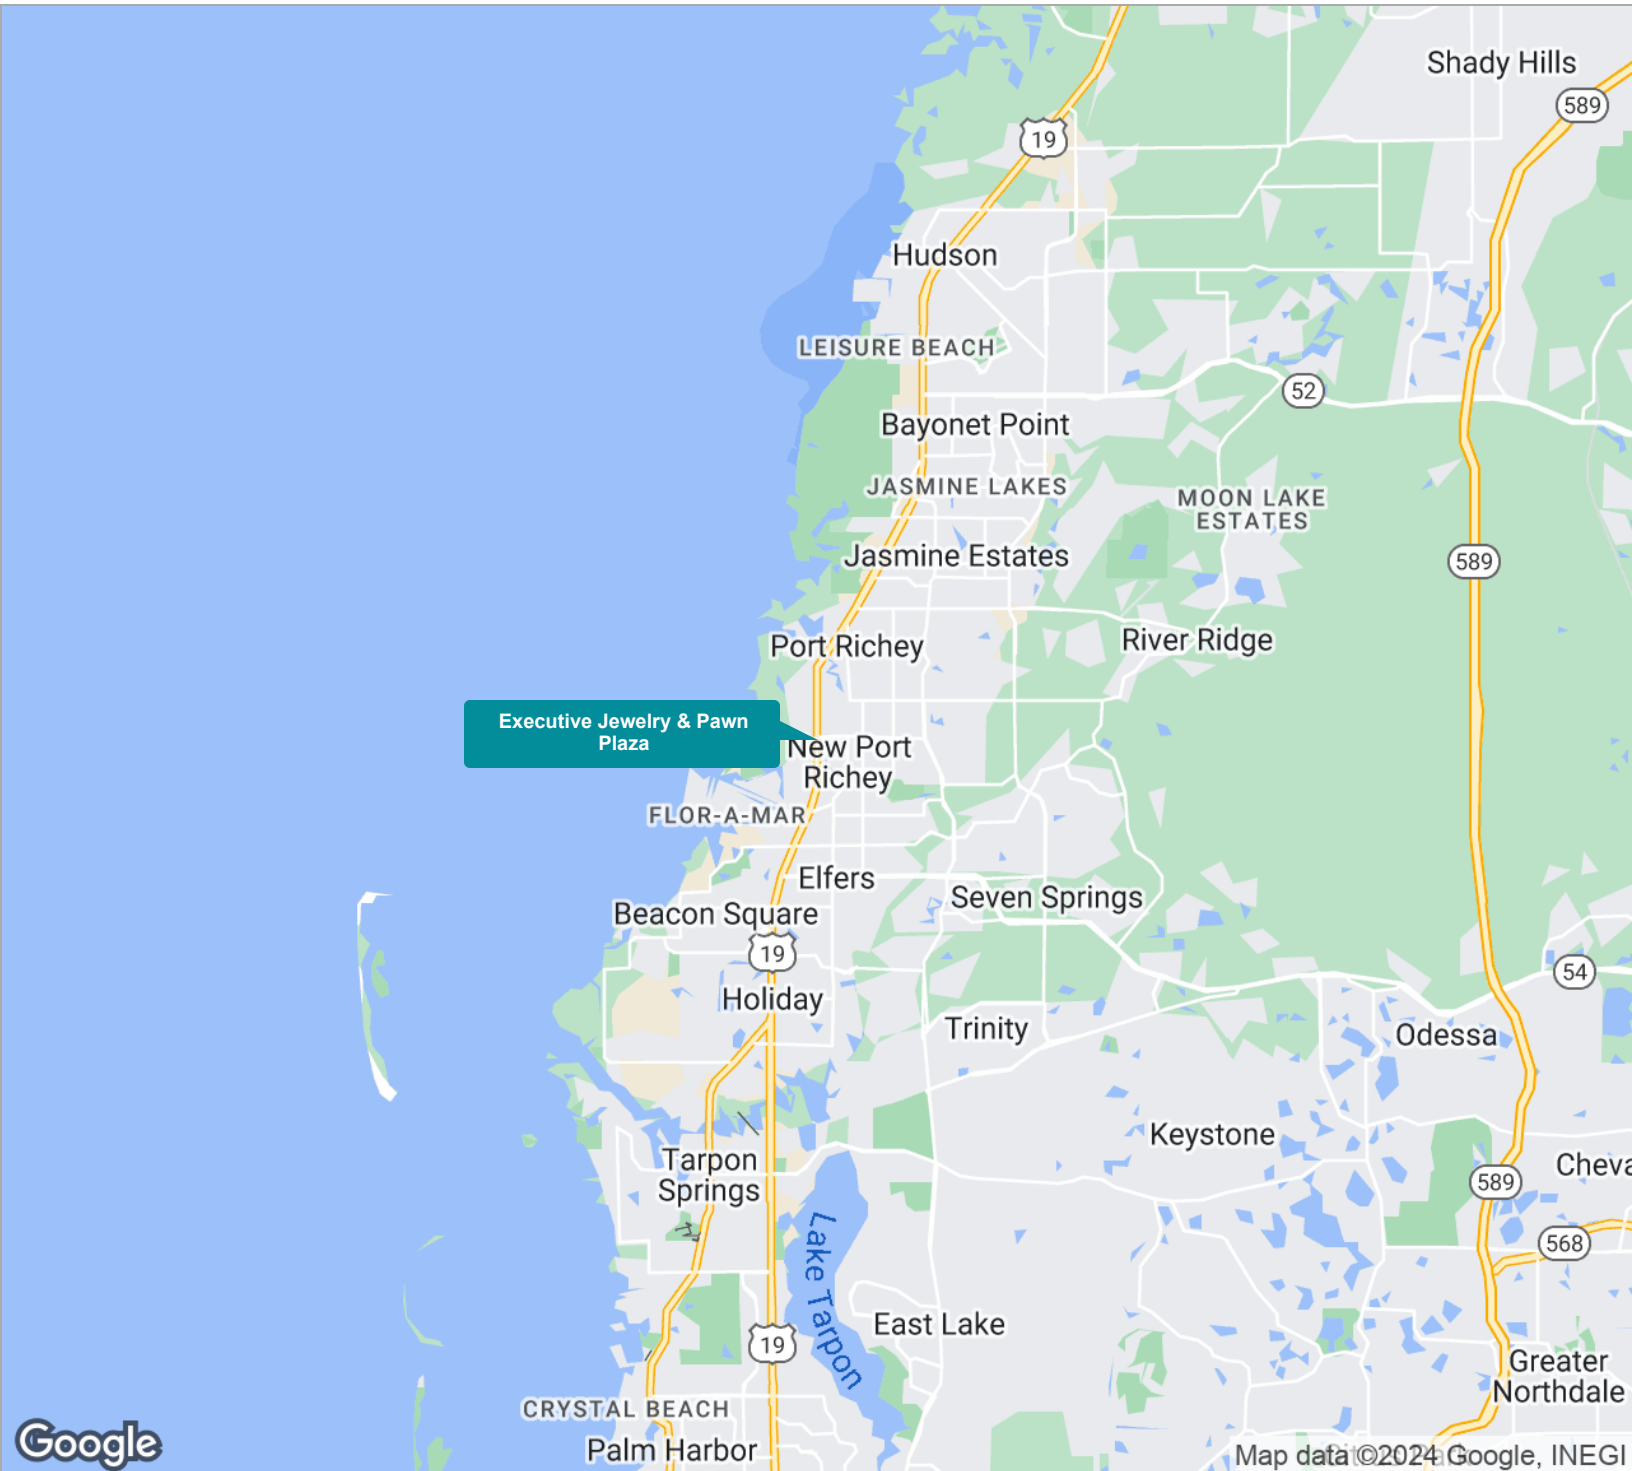 Shady Hills
589
19
Hudson
LEISURE BEACH
52
Bayonet Point
JASMINE LAKES
MOON LAKE
ESTATES
Jasmine Estates
589
Port Richey
River Ridge
Executive Jewelry & Pawn
Plaza
New Port
Richey
FLOR-A-MAR
Elfers
Seven Springs
Beacon Square
19
54
Holiday
Trinity
Odessa
Keystone
Tarpon
Springs
Cheva
589
Lake Tarpon
568
East Lake
19
Greater
Northdale
CRYSTAL BEACH
Palm Harbor
Google
Map data ©2024 Google, INEGI